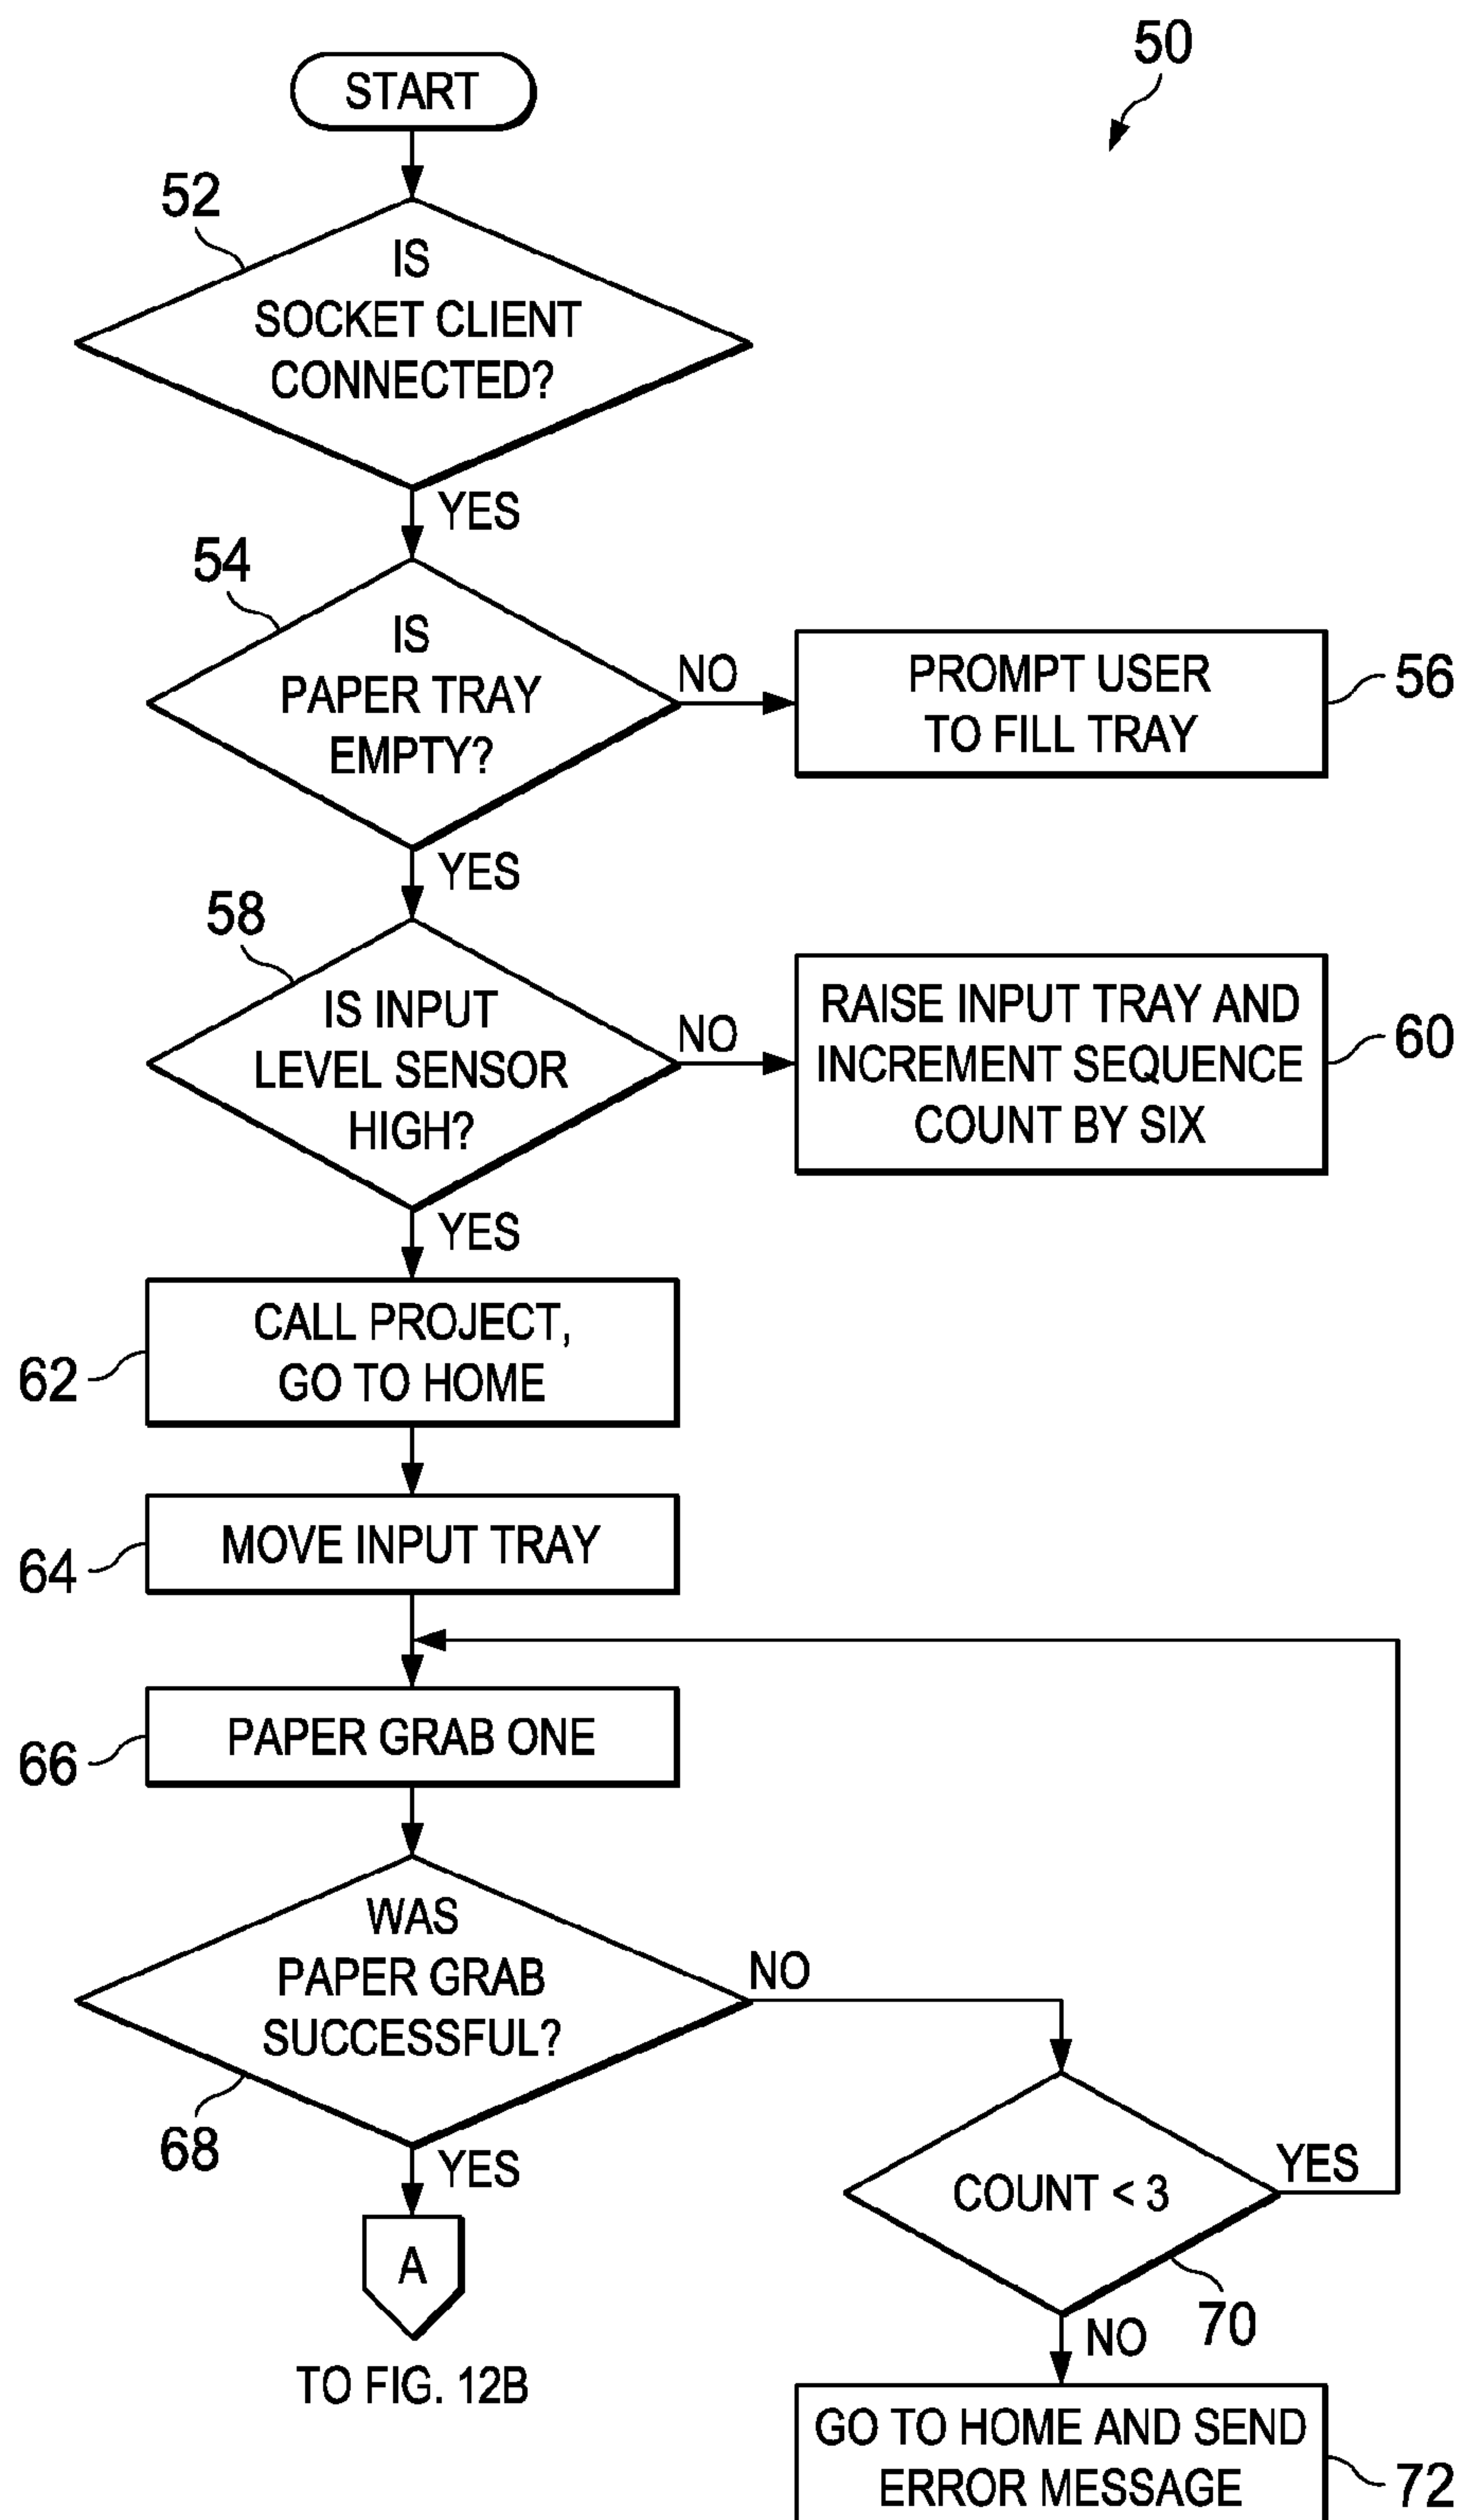 50
START
52
IS
SOCKET CLIENT
CONNECTED?
YES
54
IS
PAPER TRAY
EMPTY?
NO
PROMPT USER
TO FILL TRAY
56
YES
58
IS INPUT
LEVEL SENSOR
HIGH?
NO
RAISE INPUT TRAY AND
INCREMENT SEQUENCE
COUNT BY SIX
60
YES
CALL PROJECT,
GO TO HOME
62
MOVE INPUT TRAY
64
PAPER GRAB ONE
66
WAS
PAPER GRAB
SUCCESSFUL?
NO
68
YES
COUNT < 3
YES
70
A
NO
TO FIG. 12B
GO TO HOME AND SEND
ERROR MESSAGE
72